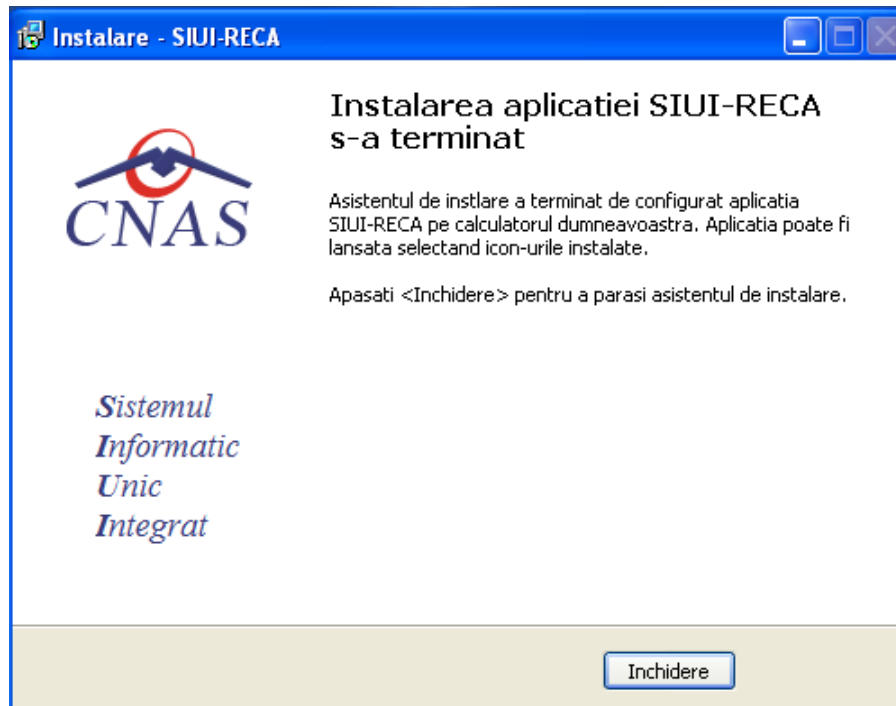 Instalare - SIUI-RECA
Instalarea aplicatiei SIUI-RECA
s-a terminat
CNAS
Asistentul de instlare a terminat de configurat aplicatia
SIUI-RECA pe calculatorul dumneavoastra. Aplicatia poate fi
lansata selectand icon-urile instalate.
Apasati <Inchidere> pentru a parasi asistentul de instalare.
Sistemul
Informatic
Unic
Integrat
Inchidere